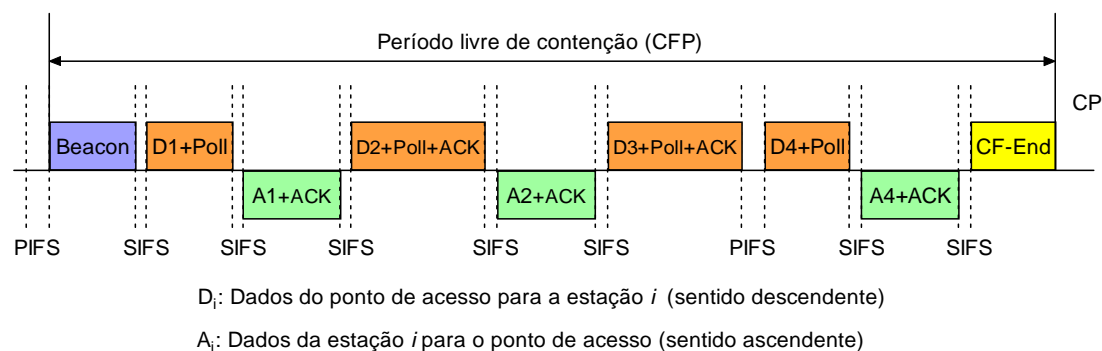 Período livre de contenção (CFP)
CP
Beacon D1+Poll D2+Poll+ACK D3+Poll+ACK D4+Poll CF-End
A1+ACK A2+ACK A4+ACK
PIFS SIFS SIFS SIFS SIFS SIFS PIFS SIFS SIFS
Di: Dados do ponto de acesso para a estação i (sentido descendente)
Ai: Dados da estação i para o ponto de acesso (sentido ascendente)